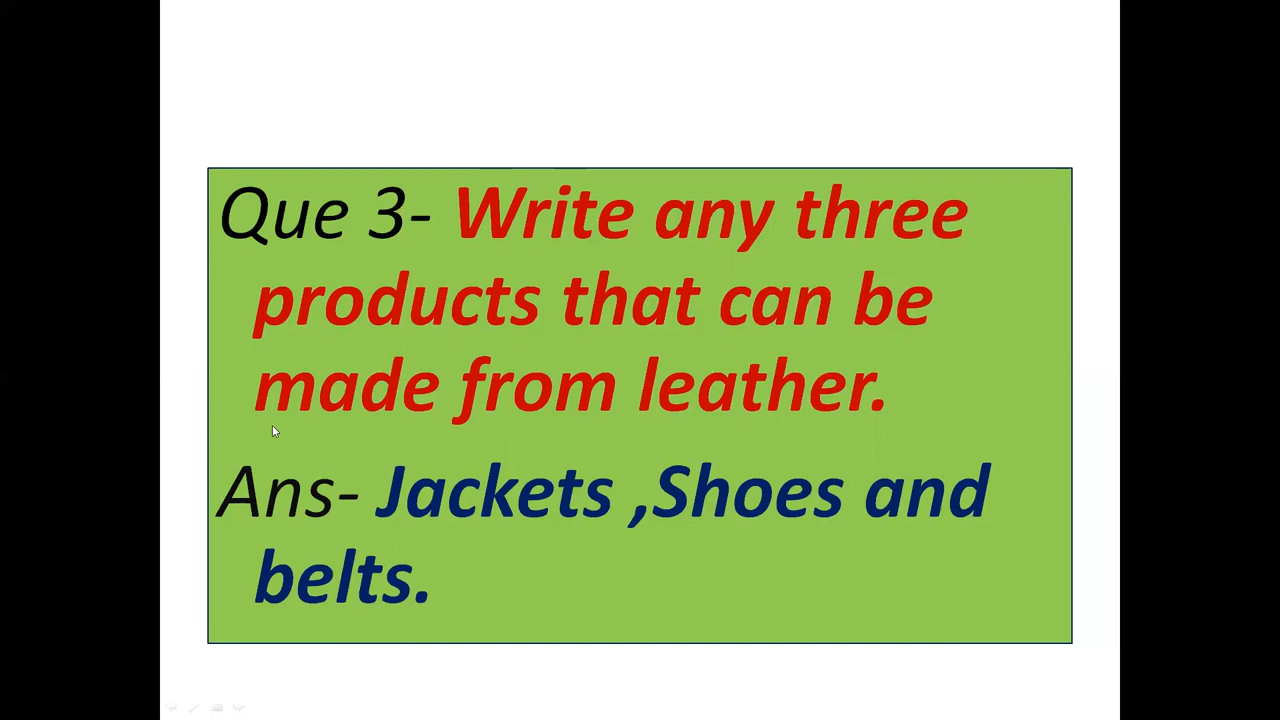 Que 3- Write any three
products that can be
made from leather.
Ans- Jackets ,Shoes and
belts.